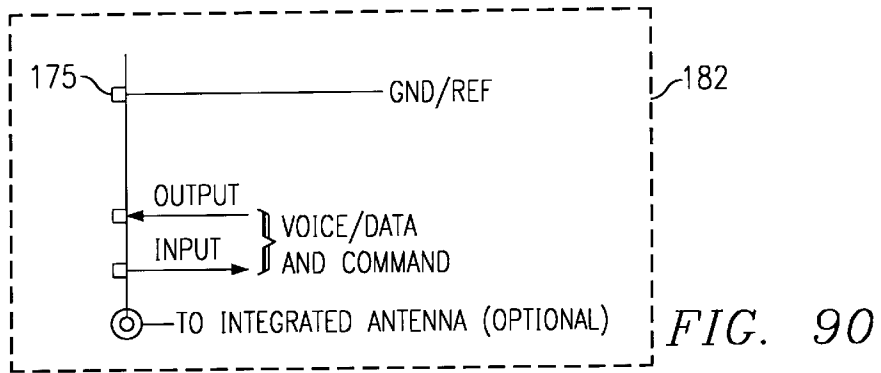 175
GND/REF
182
OUTPUT
INPUT
VOICE/DATA
AND COMMAND
TO INTEGRATED ANTENNA (OPTIONAL)
FIG. 90